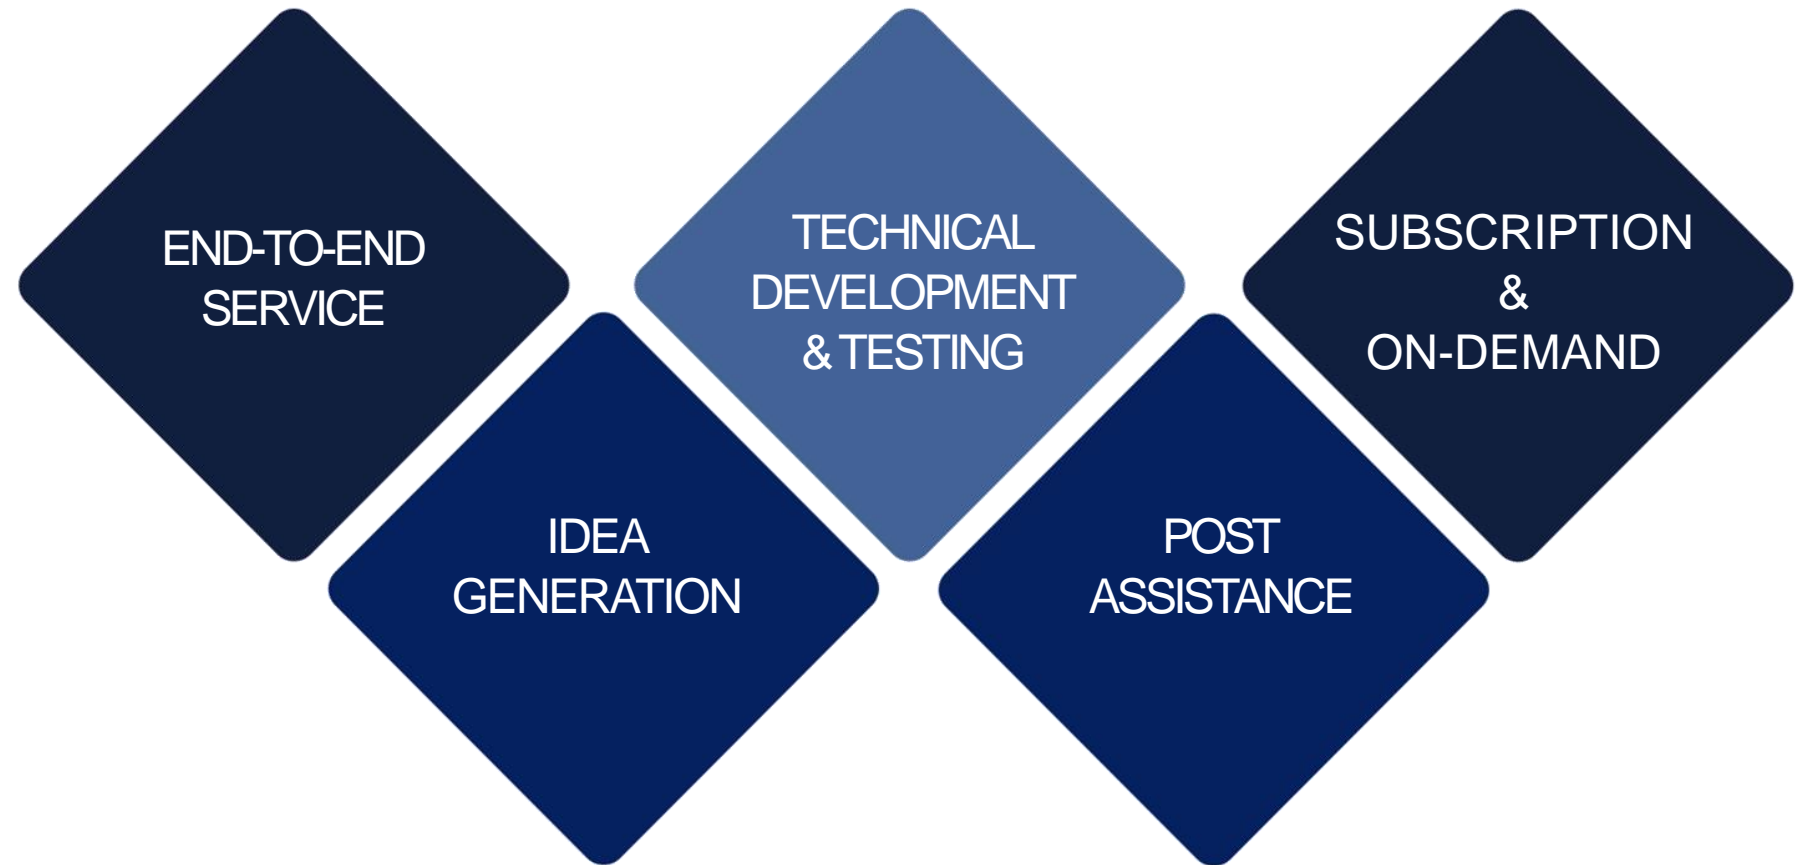 END-TO-END
SERVICE
TECHNICAL
DEVELOPMENT
& TESTING
SUBSCRIPTION
&
ON-DEMAND
IDEA
GENERATION
POST
ASSISTANCE